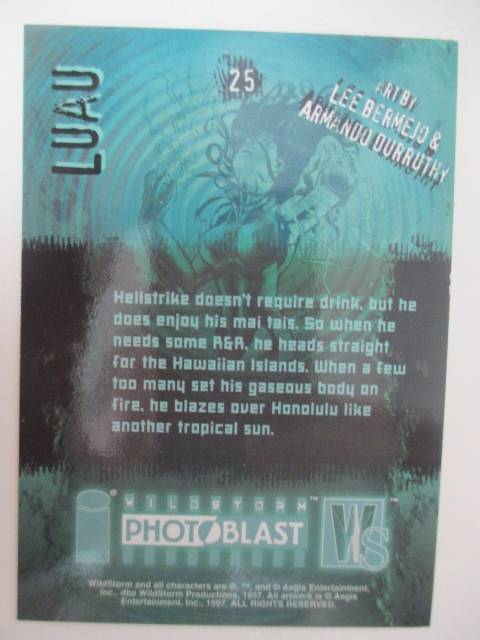 LUAU
25
ART BY
LEE BERMEJO &
ARMANDO DURRUTHY
Hellstrike doesn't require drink, but he
does enjoy his mai tais. So when he
needs some R&R, he heads straight
for the Hawaiian Islands. When a few
too many set his gaseous body on
fire, he blazes over Honolulu like
another tropical sun.
® WILDSTORM ™ ™
PHOTOBLAST WS
WildStorm and all characters are ®, ™, and © Aegis Entertainment,
Inc., dba WildStorm Productions, 1997. All artwork is © Aegis
Entertainment, Inc., 1997. ALL RIGHTS RESERVED.